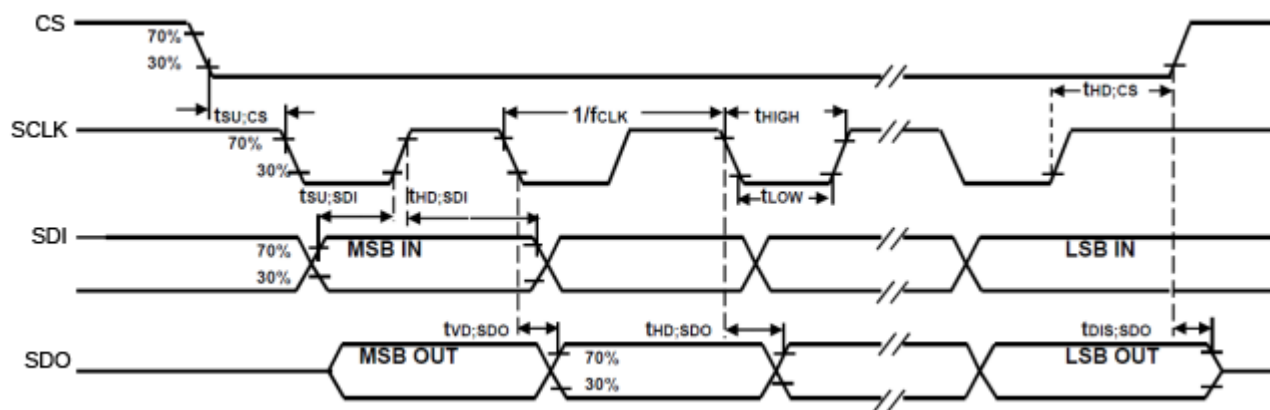 CS
70%
30%
tSU;CS
1/fCLK
tHIGH
tHD;CS
SCLK
70%
30%
tSU;SDI
tHD;SDI
tLOW
SDI
70%
30%
MSB IN
LSB IN
tVD;SDO
tHD;SDO
tDIS;SDO
SDO
MSB OUT
70%
30%
LSB OUT